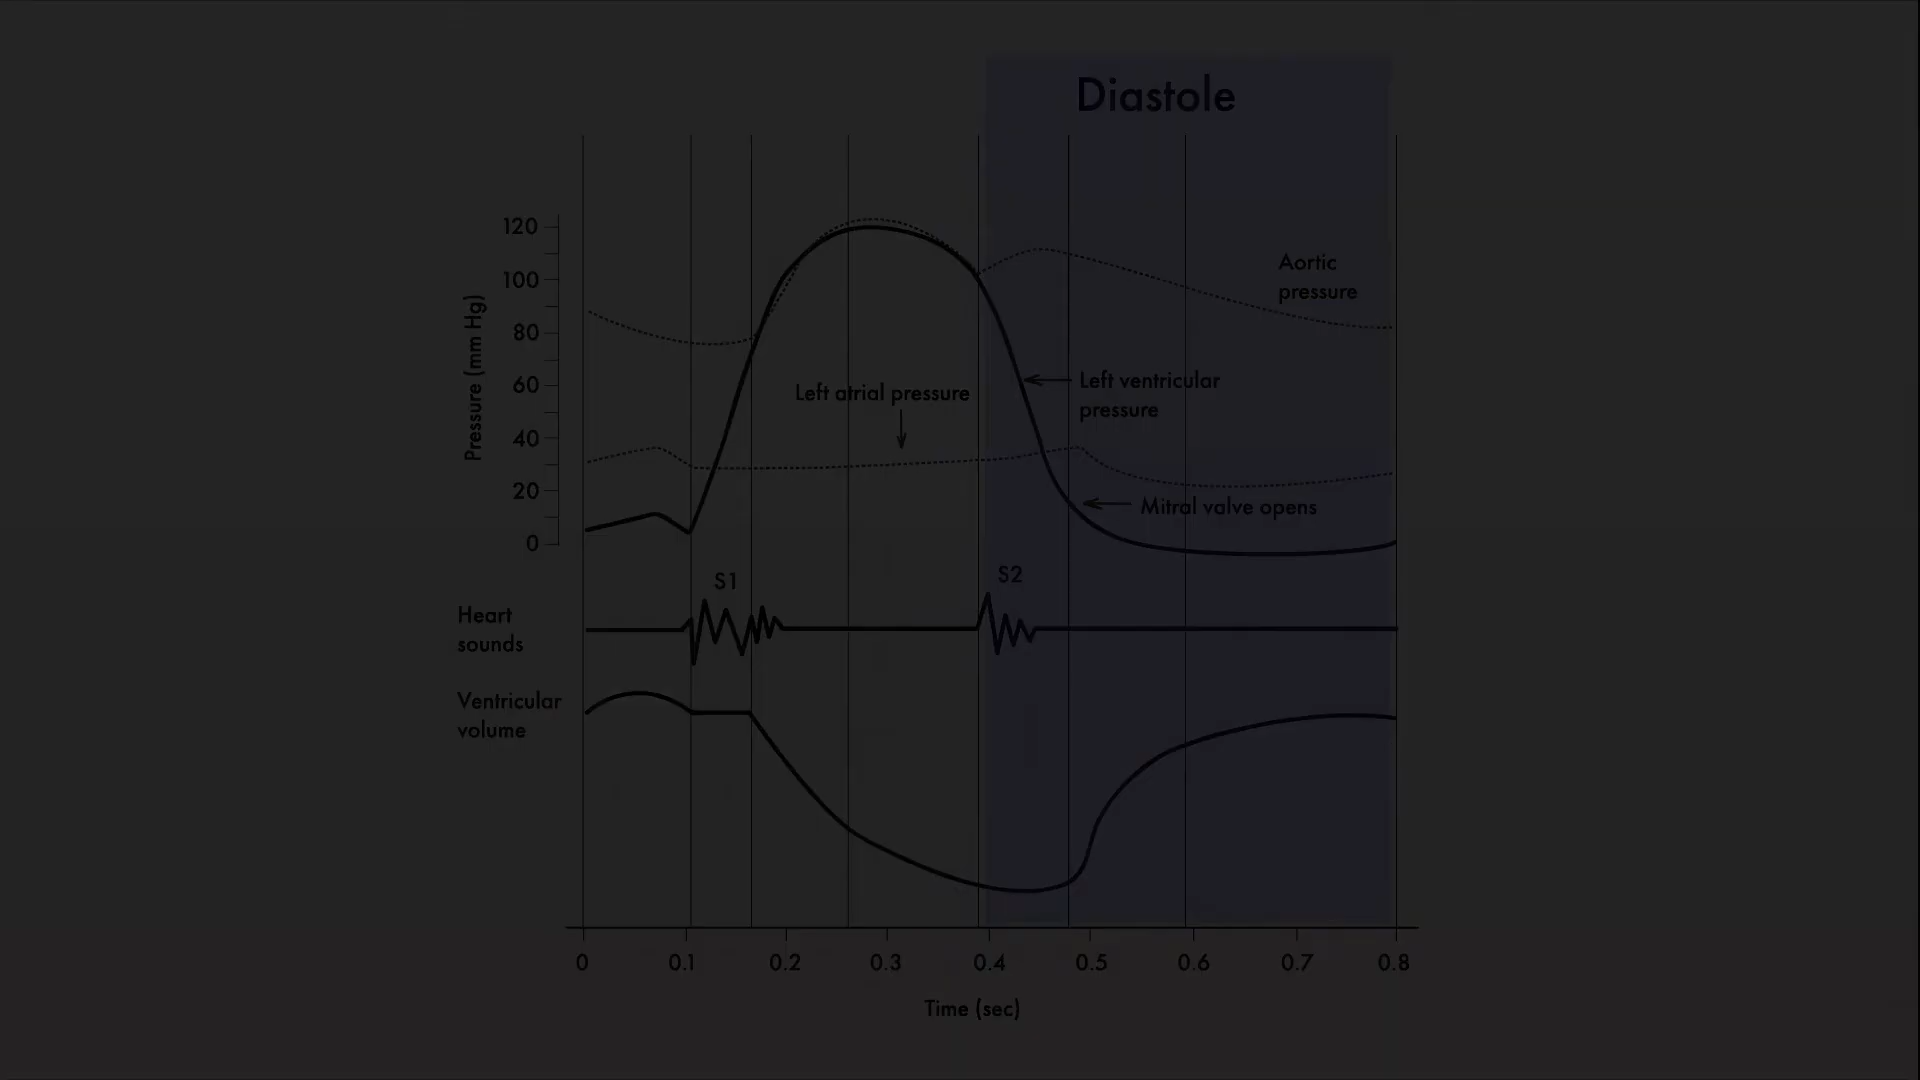 Diastole
120
100
80
60
40
20
0
Pressure (mm Hg)
Aortic
pressure
Left atrial pressure
Left ventricular
pressure
Mitral valve opens
S1
S2
Heart
sounds
Ventricular
volume
0 0.1 0.2 0.3 0.4 0.5 0.6 0.7 0.8
Time (sec)